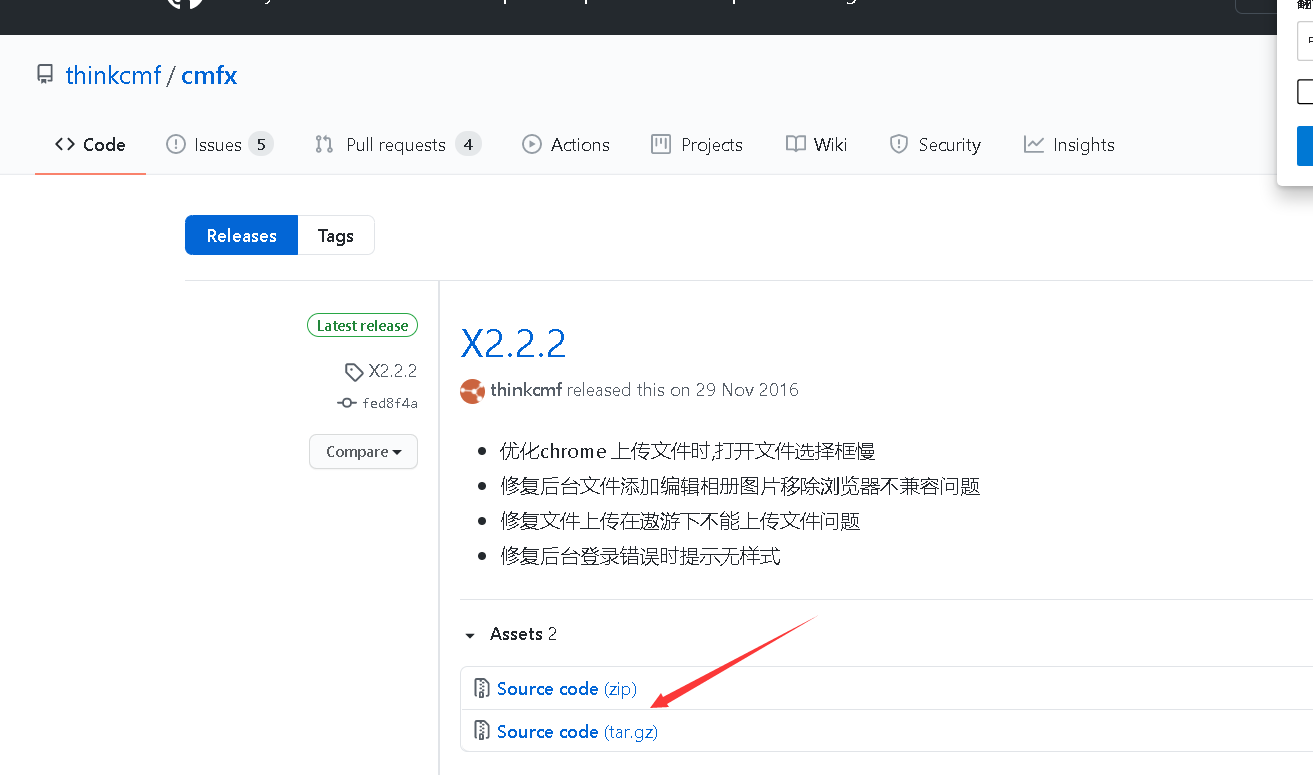 thinkcmf / cmfx
Code Issues 5 Pull requests 4 Actions Projects Wiki Security Insights
Releases Tags
Latest release
X2.2.2
fed8f4a
Compare
X2.2.2
thinkcmf released this on 29 Nov 2016
优化chrome 上传文件时,打开文件选择框慢
修复后台文件添加编辑相册图片移除浏览器不兼容问题
修复文件上传在遨游下不能上传文件问题
修复后台登录错误时提示无样式
Assets 2
Source code (zip)
Source code (tar.gz)